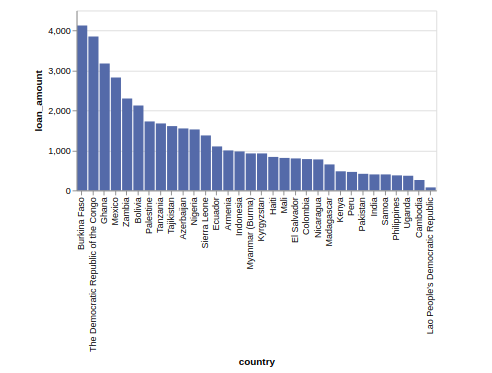 loan_amount
4,000
3,000
2,000
1,000
0
Burkina Faso
The Democratic Republic of the Congo
Ghana
Mexico
Zambia
Bolivia
Palestine
Tanzania
Tajikistan
Azerbaijan
Nigeria
Sierra Leone
Ecuador
Armenia
Indonesia
Myanmar (Burma)
Kyrgyzstan
Haiti
Mali
El Salvador
Colombia
Nicaragua
Madagascar
Kenya
Peru
Pakistan
India
Samoa
Philippines
Uganda
Cambodia
Lao People's Democratic Republic
country